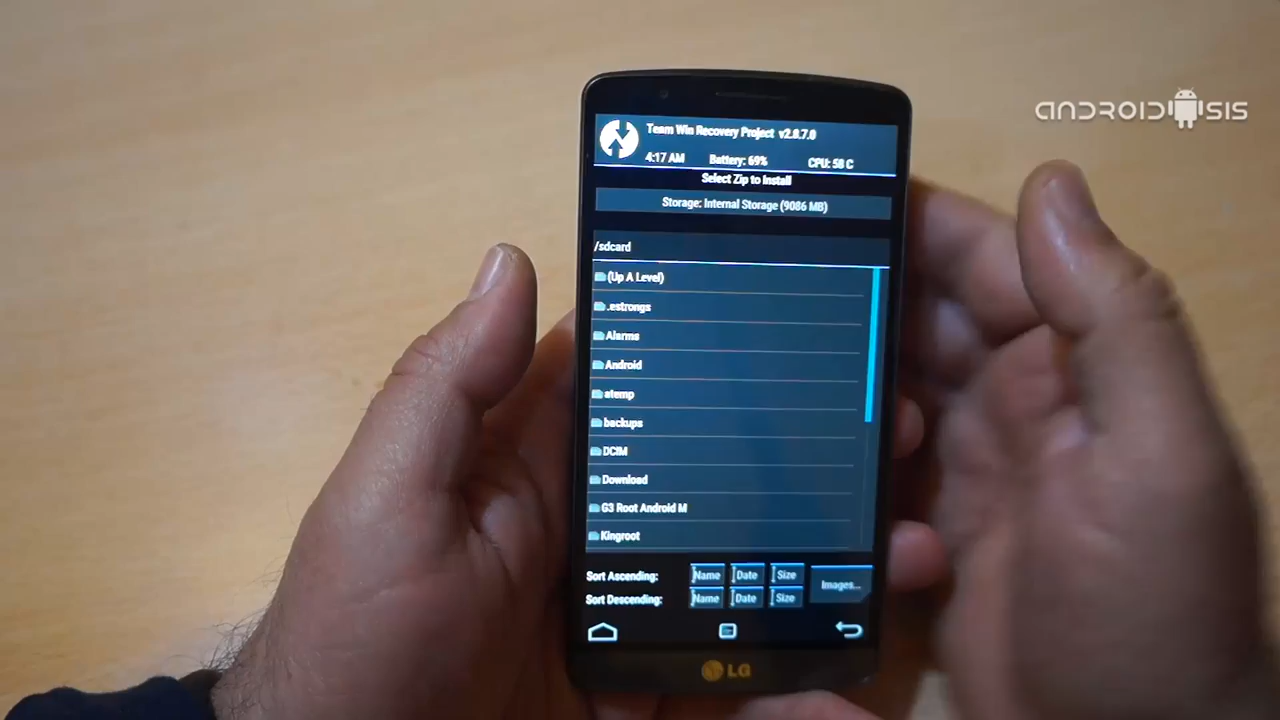 ANDROIDSIS
Team Win Recovery Project v2.8.7.0
4:17 AM Battery: 69% CPU: 58 C
Select Zip to Install
Storage: Internal Storage (9086 MB)
/sdcard
(Up A Level)
.estrongs
Alarms
Android
atemp
backups
DCIM
Download
G3 Root Android M
Kingroot
Sort Ascending: Name Date Size
Images...
Sort Descending: Name Date Size
LG